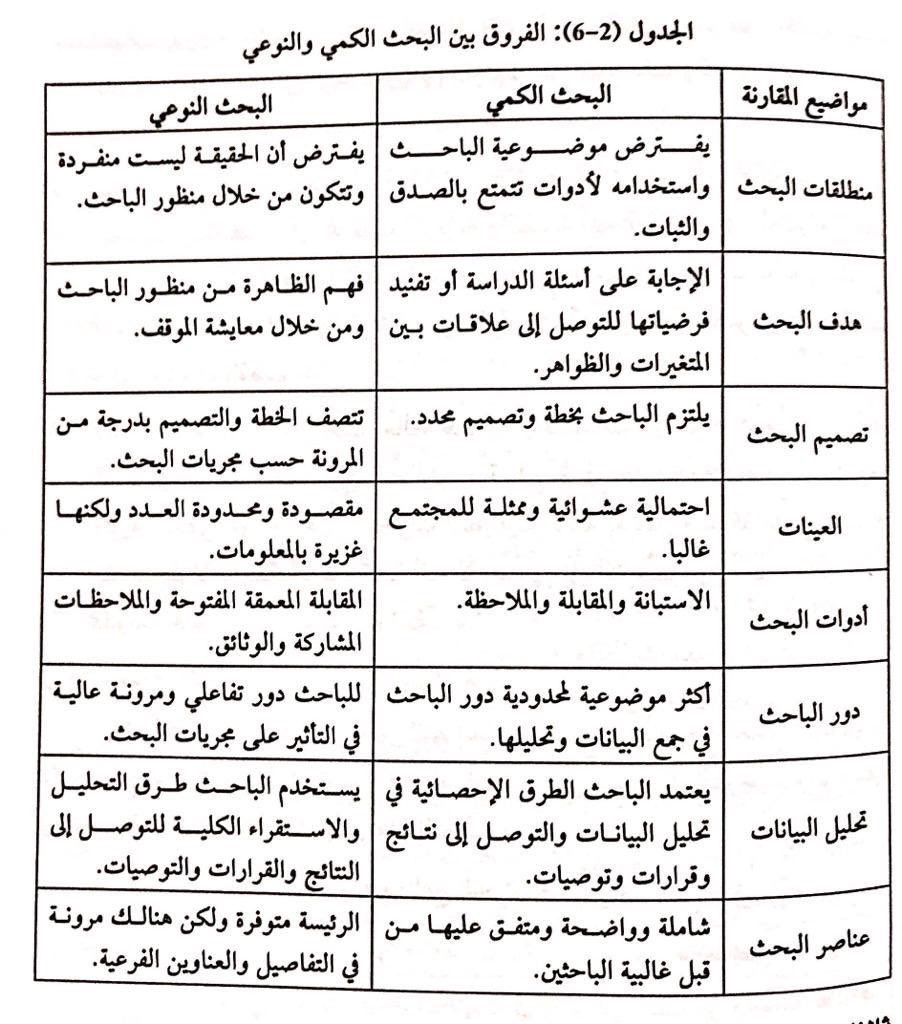 الجدول (2-6): الفروق بين البحث الكمي والنوعي
مواضيع المقارنة
البحث الكمي
البحث النوعي
منطلقات البحث
يفترض موضوعية الباحث
واستخدامه لأدوات تتمتع بالصدق
والثبات.
يفترض أن الحقيقة ليست منفردة
وتتكون من خلال منظور الباحث.
هدف البحث
الإجابة على أسئلة الدراسة أو تفنيد
فرضياتها للتوصل إلى علاقات بين
المتغيرات والظواهر.
فهم الظاهرة من منظور الباحث
ومن خلال معايشة الموقف.
تصميم البحث
يلتزم الباحث بخطة وتصميم محدد.
تتصف الخطة والتصميم بدرجة من
المرونة حسب مجريات البحث.
العينات
احتمالية عشوائية وممثلة للمجتمع
غالبا.
مقصودة ومحدودة العدد ولكنها
غزيرة بالمعلومات.
أدوات البحث
الاستبانة والمقابلة والملاحظة.
المقابلة المعمقة المفتوحة والملاحظات
المشاركة والوثائق.
دور الباحث
أكثر موضوعية لمحدودية دور الباحث
في جمع البيانات وتحليلها.
للباحث دور تفاعلي ومرونة عالية
في التأثير على مجريات البحث.
تحليل البيانات
يعتمد الباحث الطرق الإحصائية في
تحليل البيانات والتوصل إلى نتائج
وقرارات وتوصيات.
يستخدم الباحث طرق التحليل
والاستقراء الكلية للتوصل إلى
النتائج والقرارات والتوصيات.
عناصر البحث
شاملة وواضحة ومتفق عليها من
قبل غالبية الباحثين.
الرئيسة متوفرة ولكن هنالك مرونة
في التفاصيل والعناوين الفرعية.